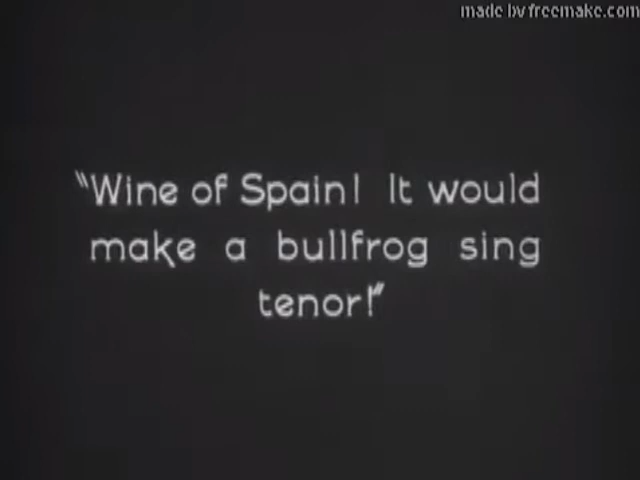 made by freemake.com
"Wine of Spain! It would
make a bullfrog sing
tenor!"